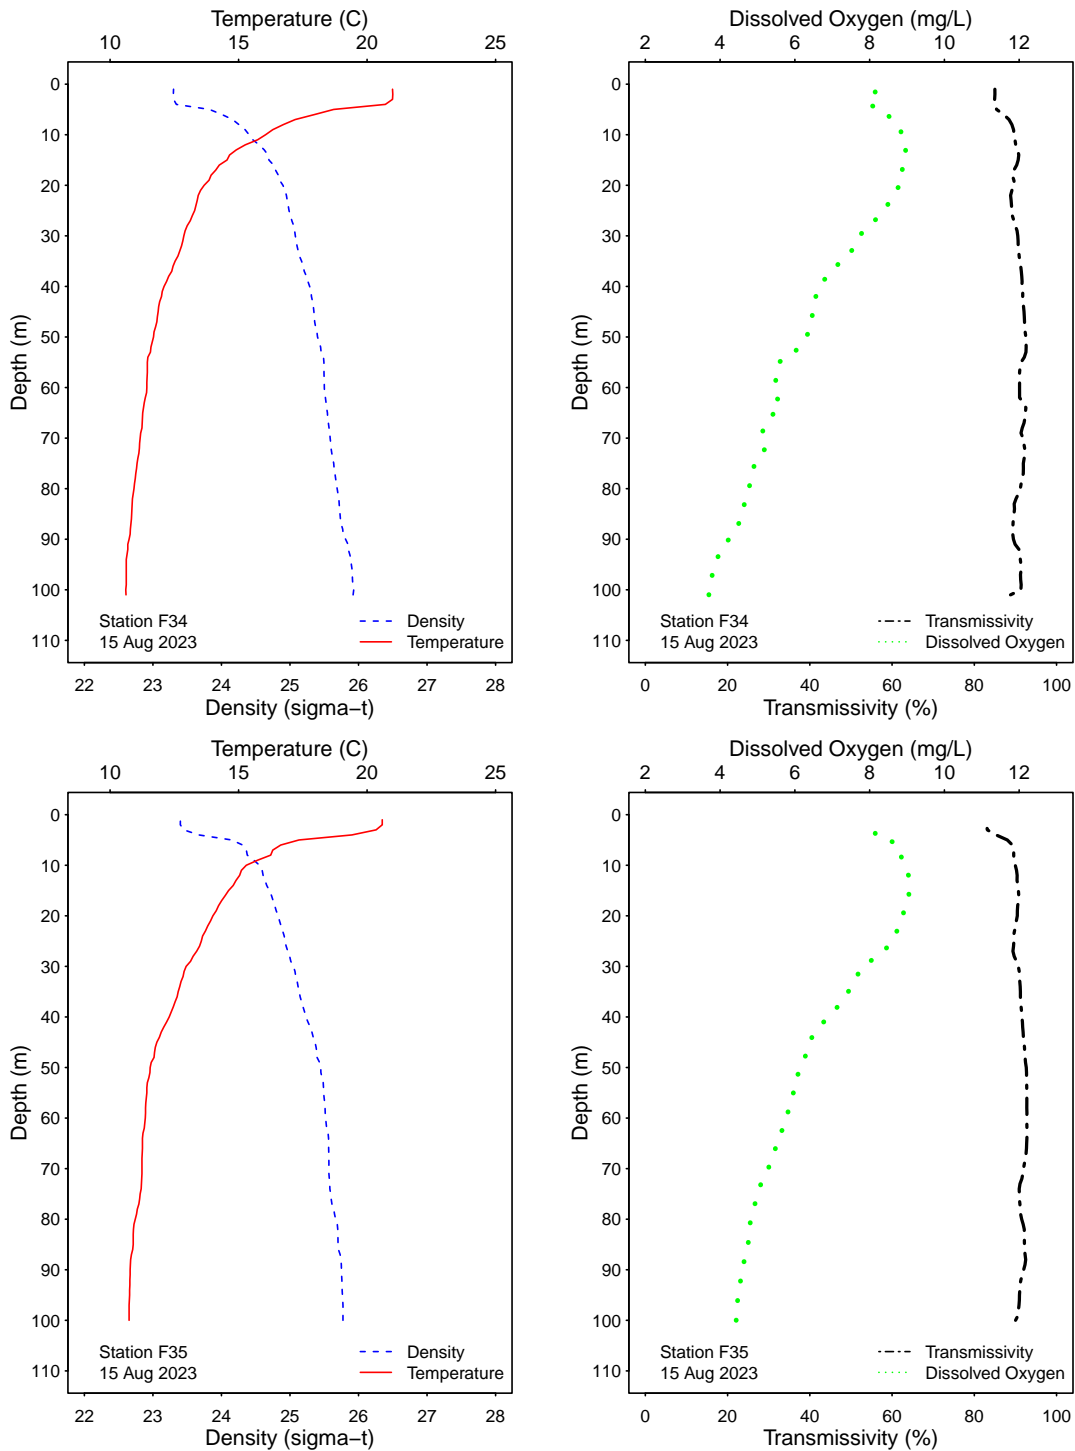 Temperature (C)
10 15 20 25
0
10
20
30
40
50
60
70
80
90
100
110
Depth (m)
Station F34
15 Aug 2023
Density
Temperature
22 23 24 25 26 27 28
Density (sigma−t)
Dissolved Oxygen (mg/L)
2 4 6 8 10 12
0
10
20
30
40
50
60
70
80
90
100
110
Depth (m)
Station F34
15 Aug 2023
Transmissivity
Dissolved Oxygen
0 20 40 60 80 100
Transmissivity (%)
Temperature (C)
10 15 20 25
0
10
20
30
40
50
60
70
80
90
100
110
Depth (m)
Station F35
15 Aug 2023
Density
Temperature
22 23 24 25 26 27 28
Density (sigma−t)
Dissolved Oxygen (mg/L)
2 4 6 8 10 12
0
10
20
30
40
50
60
70
80
90
100
110
Depth (m)
Station F35
15 Aug 2023
Transmissivity
Dissolved Oxygen
0 20 40 60 80 100
Transmissivity (%)